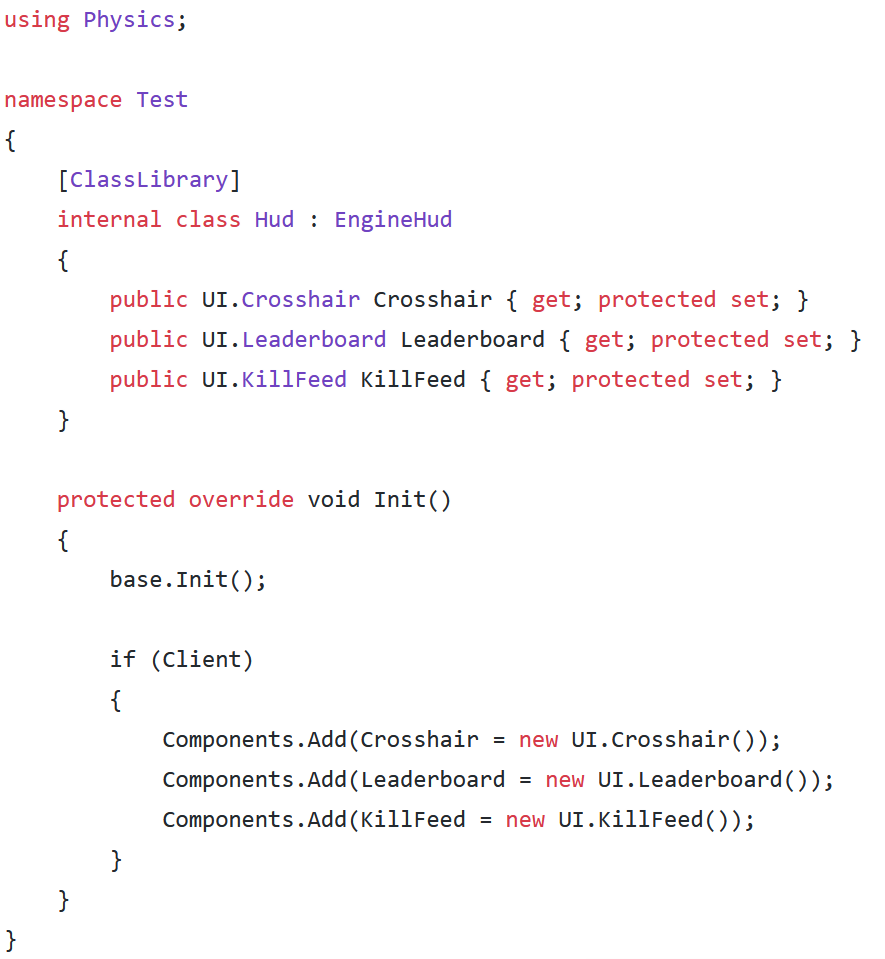 using Physics;

namespace Test
{
    [ClassLibrary]
    internal class Hud : EngineHud
    {
        public UI.Crosshair Crosshair { get; protected set; }
        public UI.Leaderboard Leaderboard { get; protected set; }
        public UI.KillFeed KillFeed { get; protected set; }
    }

    protected override void Init()
    {
        base.Init();

        if (Client)
        {
            Components.Add(Crosshair = new UI.Crosshair());
            Components.Add(Leaderboard = new UI.Leaderboard());
            Components.Add(KillFeed = new UI.KillFeed());
        }
    }
}